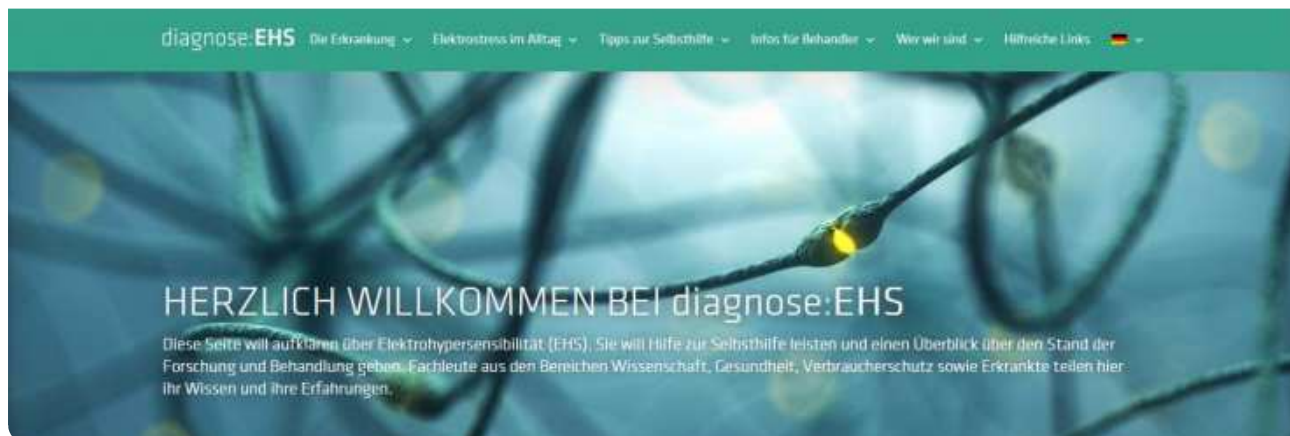 diagnose:EHS Die Erkrankung Elektrostress im Alltag Tipps zur Selbsthilfe Infos für Behandler Wer wir sind Hilfreiche Links
HERZLICH WILLKOMMEN BEI diagnose:EHS
Diese Seite will aufklären über Elektrohypersensibilität (EHS). Sie will Hilfe zur Selbsthilfe leisten und einen Überblick über den Stand der
Forschung und Behandlung geben. Fachleute aus den Bereichen Wissenschaft, Gesundheit, Verbraucherschutz sowie Erkrankte teilen hier
ihr Wissen und ihre Erfahrungen.